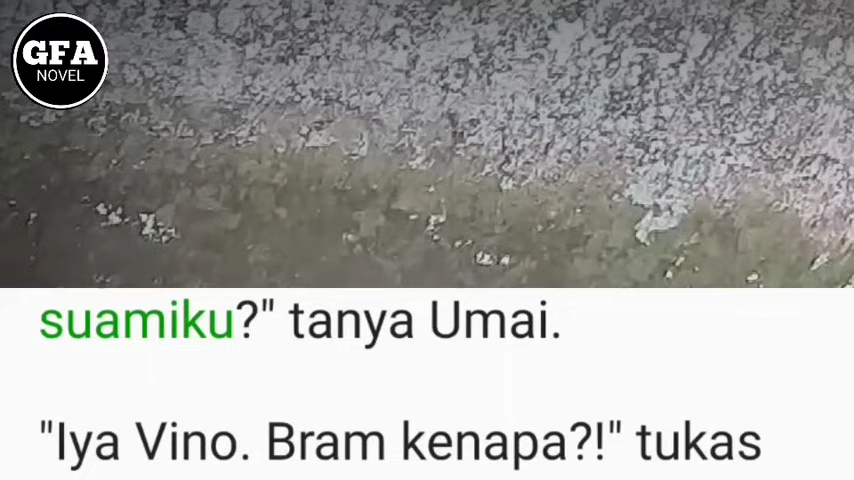 GFA
NOVEL
suamiku?" tanya Umai.
"Iya Vino. Bram kenapa?!" tukas